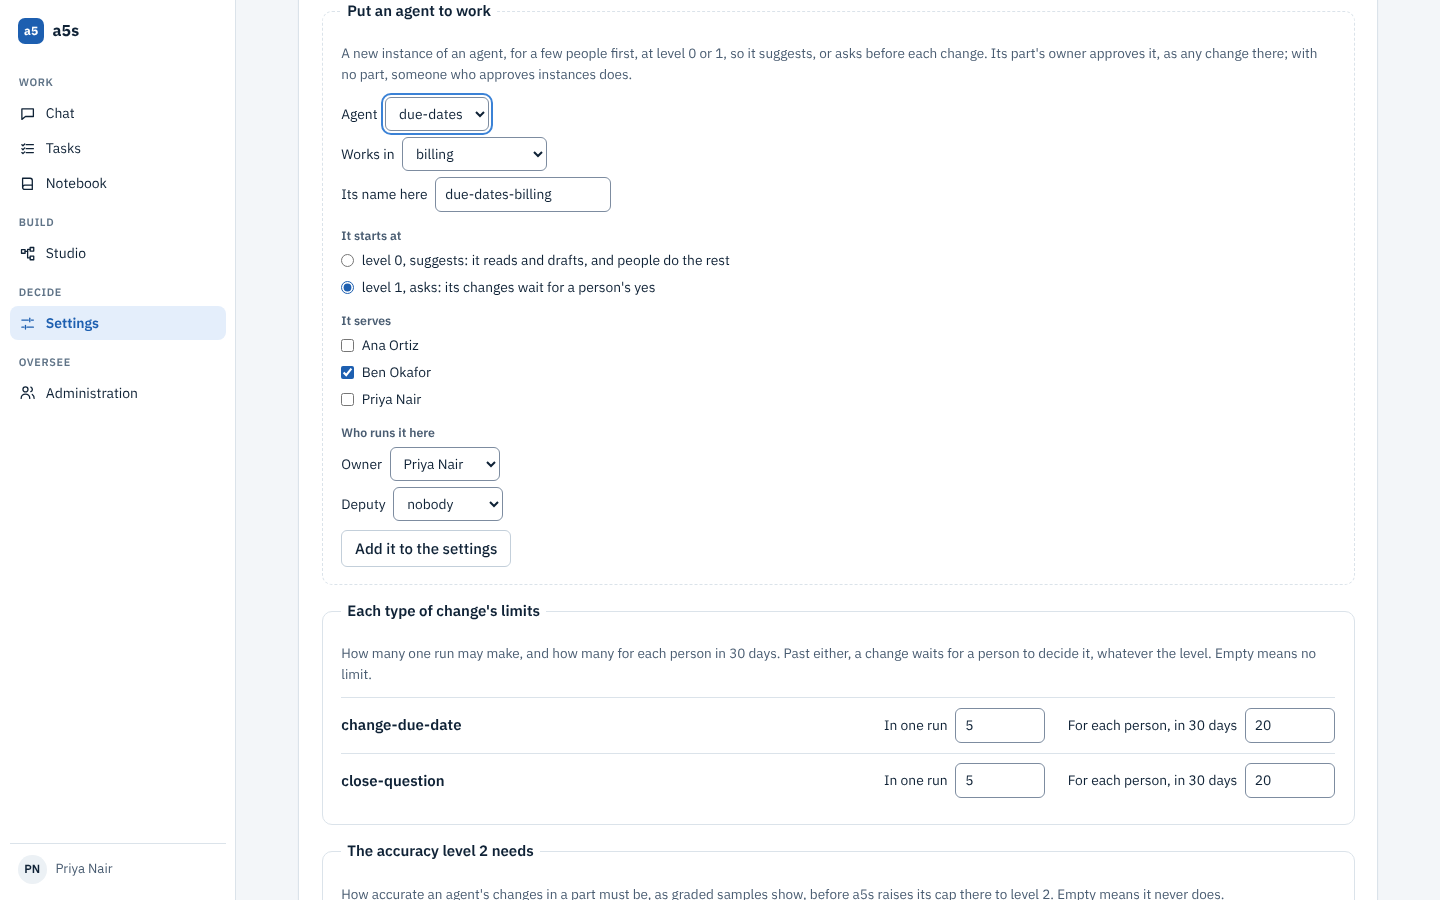 a5 a5s
WORK
Chat
Tasks
Notebook
BUILD
Studio
DECIDE
Settings
OVERSEE
Administration
PN Priya Nair
Put an agent to work
A new instance of an agent, for a few people first, at level 0 or 1, so it suggests, or asks before each change. Its part's owner approves it, as any change there; with
no part, someone who approves instances does.
Agent due-dates
Works in billing
Its name here due-dates-billing
It starts at
level 0, suggests: it reads and drafts, and people do the rest
level 1, asks: its changes wait for a person's yes
It serves
Ana Ortiz
Ben Okafor
Priya Nair
Who runs it here
Owner Priya Nair
Deputy nobody
Add it to the settings
Each type of change's limits
How many one run may make, and how many for each person in 30 days. Past either, a change waits for a person to decide it, whatever the level. Empty means no
limit.
change-due-date In one run 5 For each person, in 30 days 20
close-question In one run 5 For each person, in 30 days 20
The accuracy level 2 needs
How accurate an agent's changes in a part must be, as graded samples show, before a5s raises its cap there to level 2. Empty means it never does.